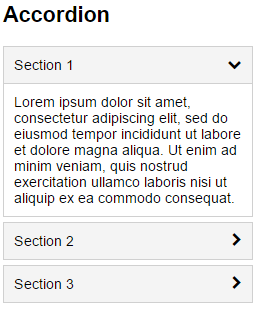 Accordion
Section 1
Lorem ipsum dolor sit amet,
consectetur adipiscing elit, sed do
eiusmod tempor incididunt ut labore
et dolore magna aliqua. Ut enim ad
minim veniam, quis nostrud
exercitation ullamco laboris nisi ut
aliquip ex ea commodo consequat.
Section 2
Section 3